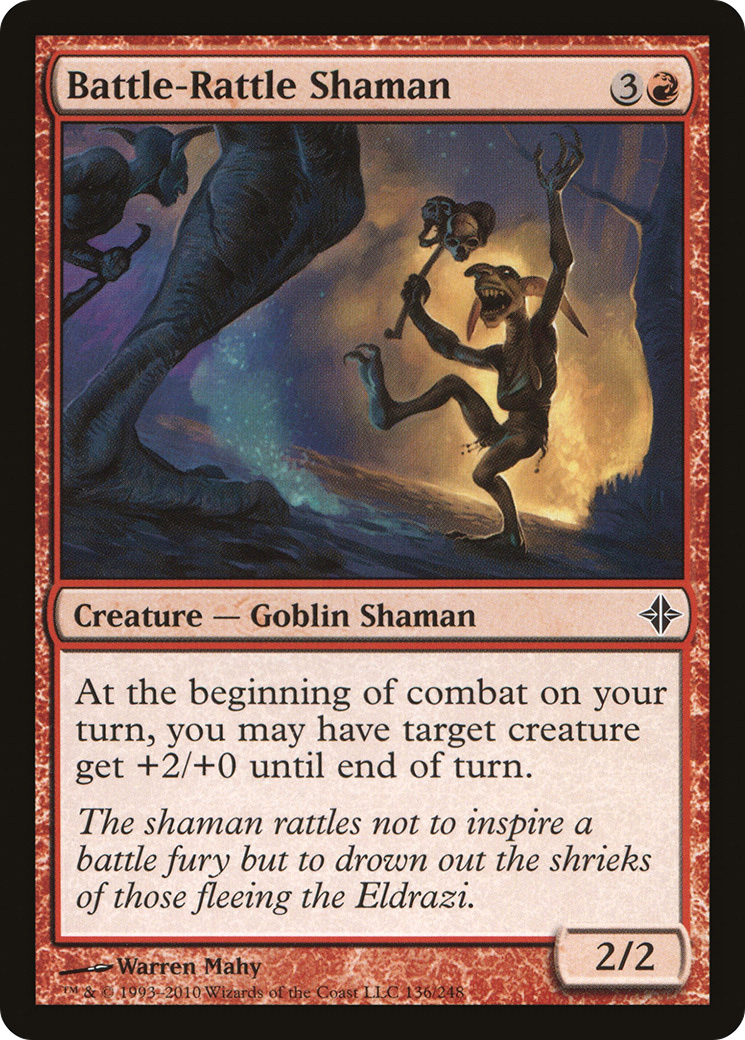 Battle-Rattle Shaman 3
Creature — Goblin Shaman
At the beginning of combat on your
turn, you may have target creature
get +2/+0 until end of turn.
The shaman rattles not to inspire a
battle fury but to drown out the shrieks
of those fleeing the Eldrazi.
2/2
Warren Mahy
™ & © 1993–2010 Wizards of the Coast LLC 136/248